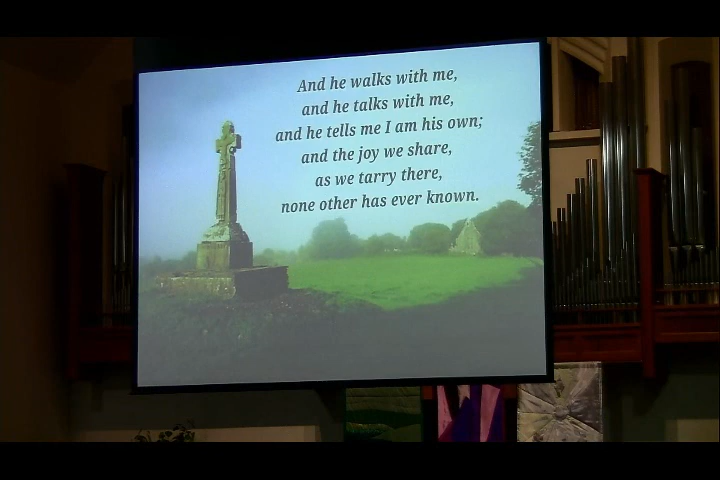 And he walks with me,
and he talks with me,
and he tells me I am his own;
and the joy we share,
as we tarry there,
none other has ever known.